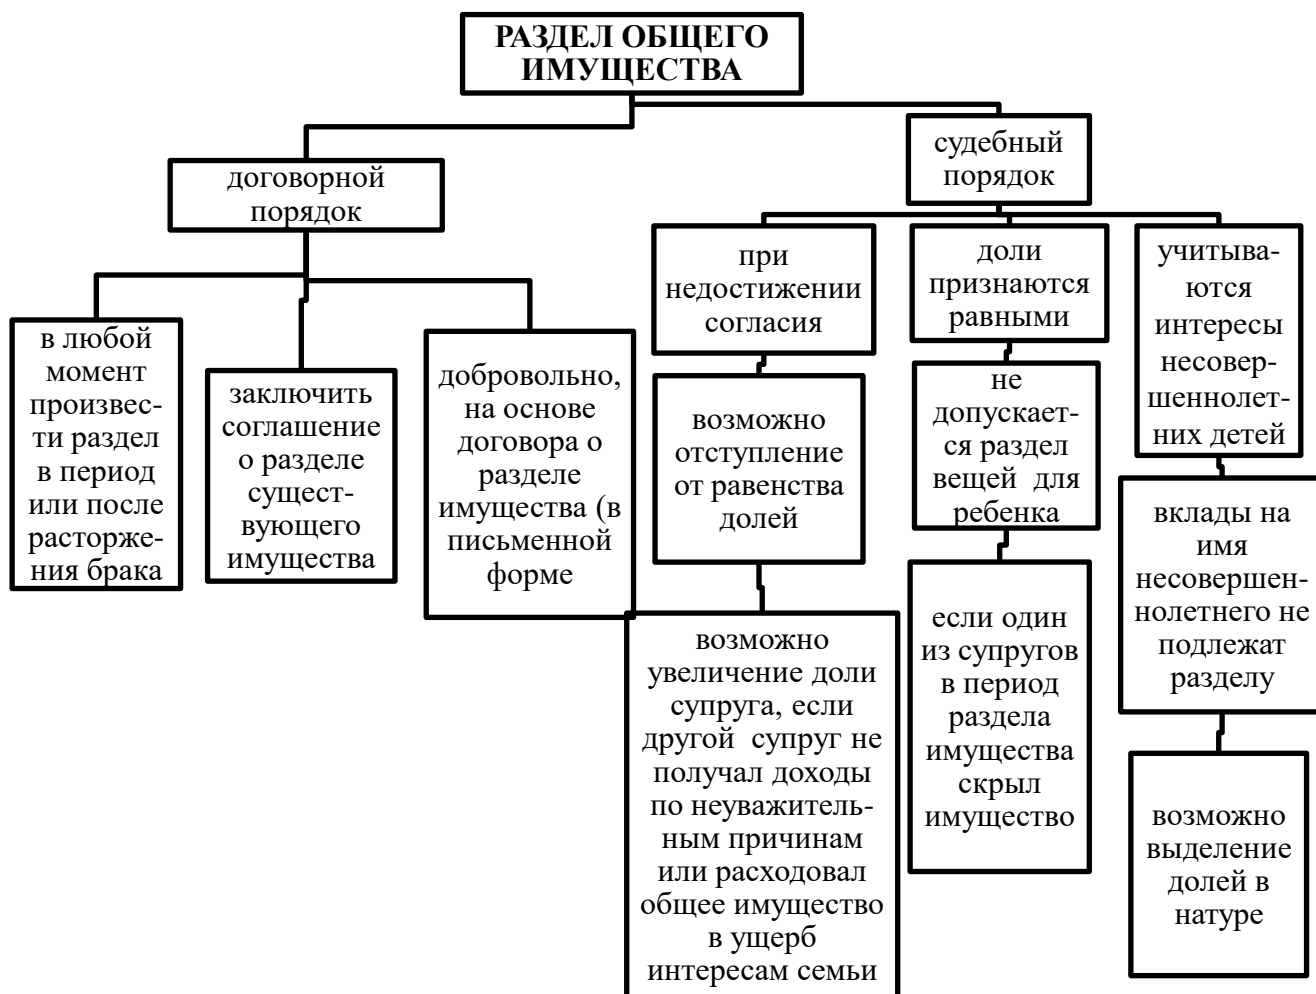 РАЗДЕЛ ОБЩЕГО
ИМУЩЕСТВА
договорной
порядок
в любой
момент
произвес-
ти раздел
в период
или после
расторже-
ния брака
заключить
соглашение
о разделе
сущест-
вующего
имущества
добровольно,
на основе
договора о
разделе
имущества (в
письменной
форме
судебный
порядок
при
недостижении
согласия
возможно
отступление
от равенства
долей
возможно
увеличение доли
супруга, если
другой супруг не
получал доходы
по неуважитель-
ным причинам
или расходовал
общее имущество
в ущерб
интересам семьи
доли
признаются
равными
не
допускает-
ся раздел
вещей для
ребенка
если один
из супругов
в период
раздела
имущества
скрыл
имущество
учитыва-
ются
интересы
несовер-
шеннолет-
них детей
вклады на
имя
несовершен-
нолетнего не
подлежат
разделу
возможно
выделение
долей в
натуре